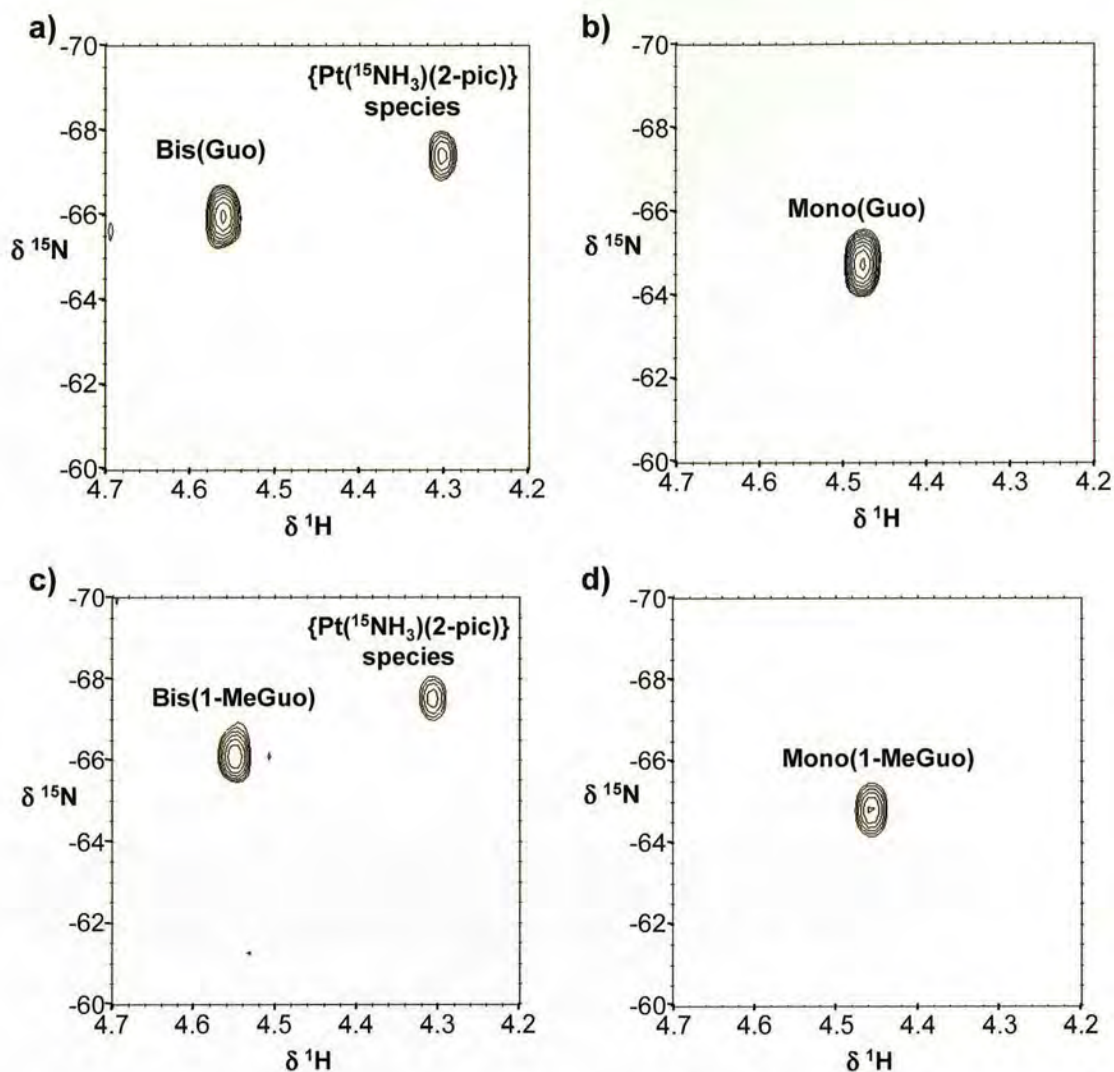 a)
-70
-68
-66
-64
-62
-60
δ ¹⁵N
{Pt(¹⁵NH₃)(2-pic)}
species
Bis(Guo)
4.7 4.6 4.5 4.4 4.3 4.2
δ ¹H
b)
-70
-68
-66
-64
-62
-60
δ ¹⁵N
Mono(Guo)
4.7 4.6 4.5 4.4 4.3 4.2
δ ¹H
c)
-70
-68
-66
-64
-62
-60
δ ¹⁵N
{Pt(¹⁵NH₃)(2-pic)}
species
Bis(1-MeGuo)
4.7 4.6 4.5 4.4 4.3 4.2
δ ¹H
d)
-70
-68
-66
-64
-62
-60
δ ¹⁵N
Mono(1-MeGuo)
4.7 4.6 4.5 4.4 4.3 4.2
δ ¹H